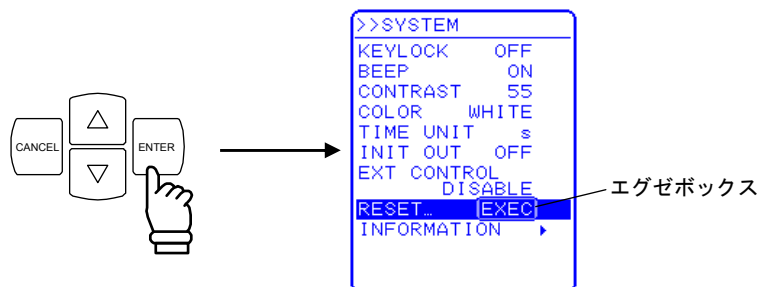 CANCEL
△
▽
ENTER
>>SYSTEM
KEYLOCK OFF
BEEP ON
CONTRAST 55
COLOR WHITE
TIME UNIT s
INIT OUT OFF
EXT CONTROL
DISABLE
RESET… EXEC
INFORMATION ▸
エグゼボックス